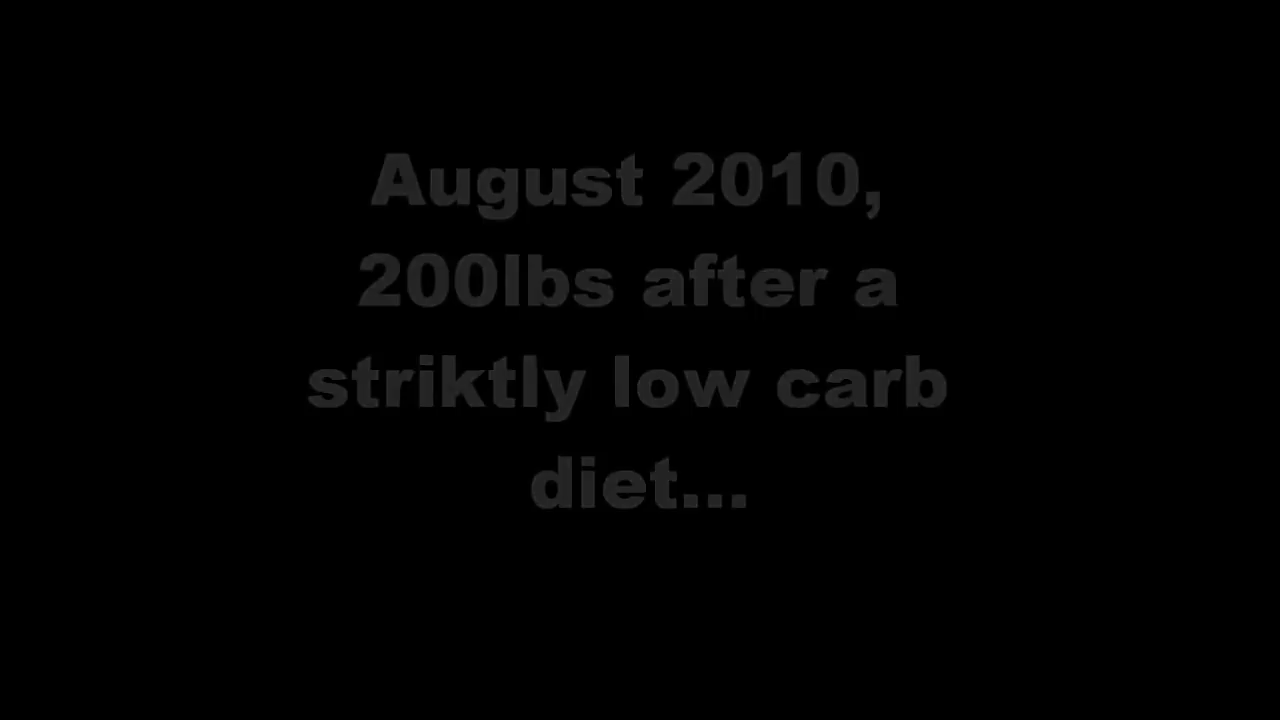 August 2010,
200lbs after a
striktly low carb
diet...